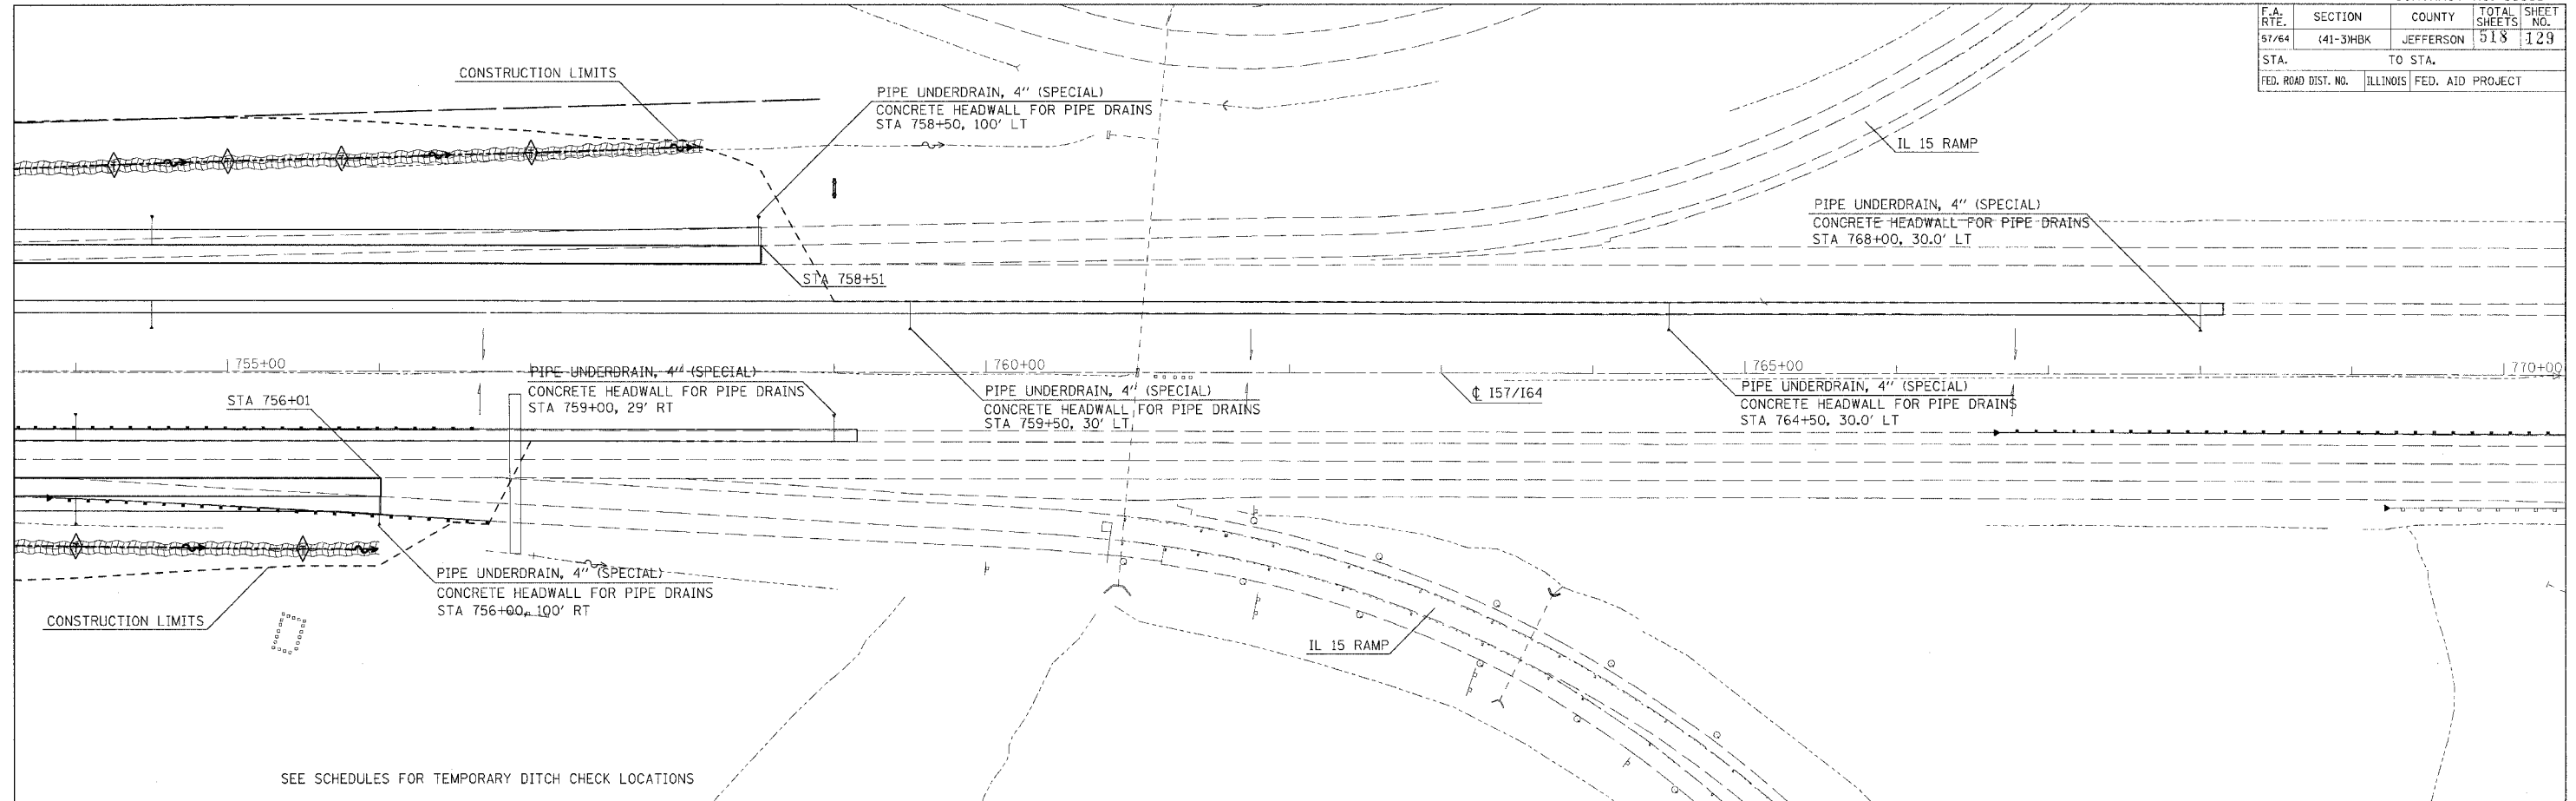 F.A. RTE. SECTION COUNTY TOTAL SHEETS SHEET NO.
57/64 (41-3)HBK JEFFERSON 518 129
STA. TO STA.
FED. ROAD DIST. NO. ILLINOIS FED. AID PROJECT
CONSTRUCTION LIMITS
PIPE UNDERDRAIN, 4" (SPECIAL)
CONCRETE HEADWALL FOR PIPE DRAINS
STA 758+50, 100' LT
IL 15 RAMP
PIPE UNDERDRAIN, 4" (SPECIAL)
CONCRETE HEADWALL FOR PIPE DRAINS
STA 768+00, 30.0' LT
STA 758+51
755+00
760+00
765+00
770+00
PIPE UNDERDRAIN, 4" (SPECIAL)
CONCRETE HEADWALL FOR PIPE DRAINS
STA 759+00, 29' RT
STA 756+01
PIPE UNDERDRAIN, 4" (SPECIAL)
CONCRETE HEADWALL FOR PIPE DRAINS
STA 759+50, 30' LT
℄ I57/I64
PIPE UNDERDRAIN, 4" (SPECIAL)
CONCRETE HEADWALL FOR PIPE DRAINS
STA 764+50, 30.0' LT
PIPE UNDERDRAIN, 4" (SPECIAL)
CONCRETE HEADWALL FOR PIPE DRAINS
STA 756+00, 100' RT
CONSTRUCTION LIMITS
IL 15 RAMP
SEE SCHEDULES FOR TEMPORARY DITCH CHECK LOCATIONS